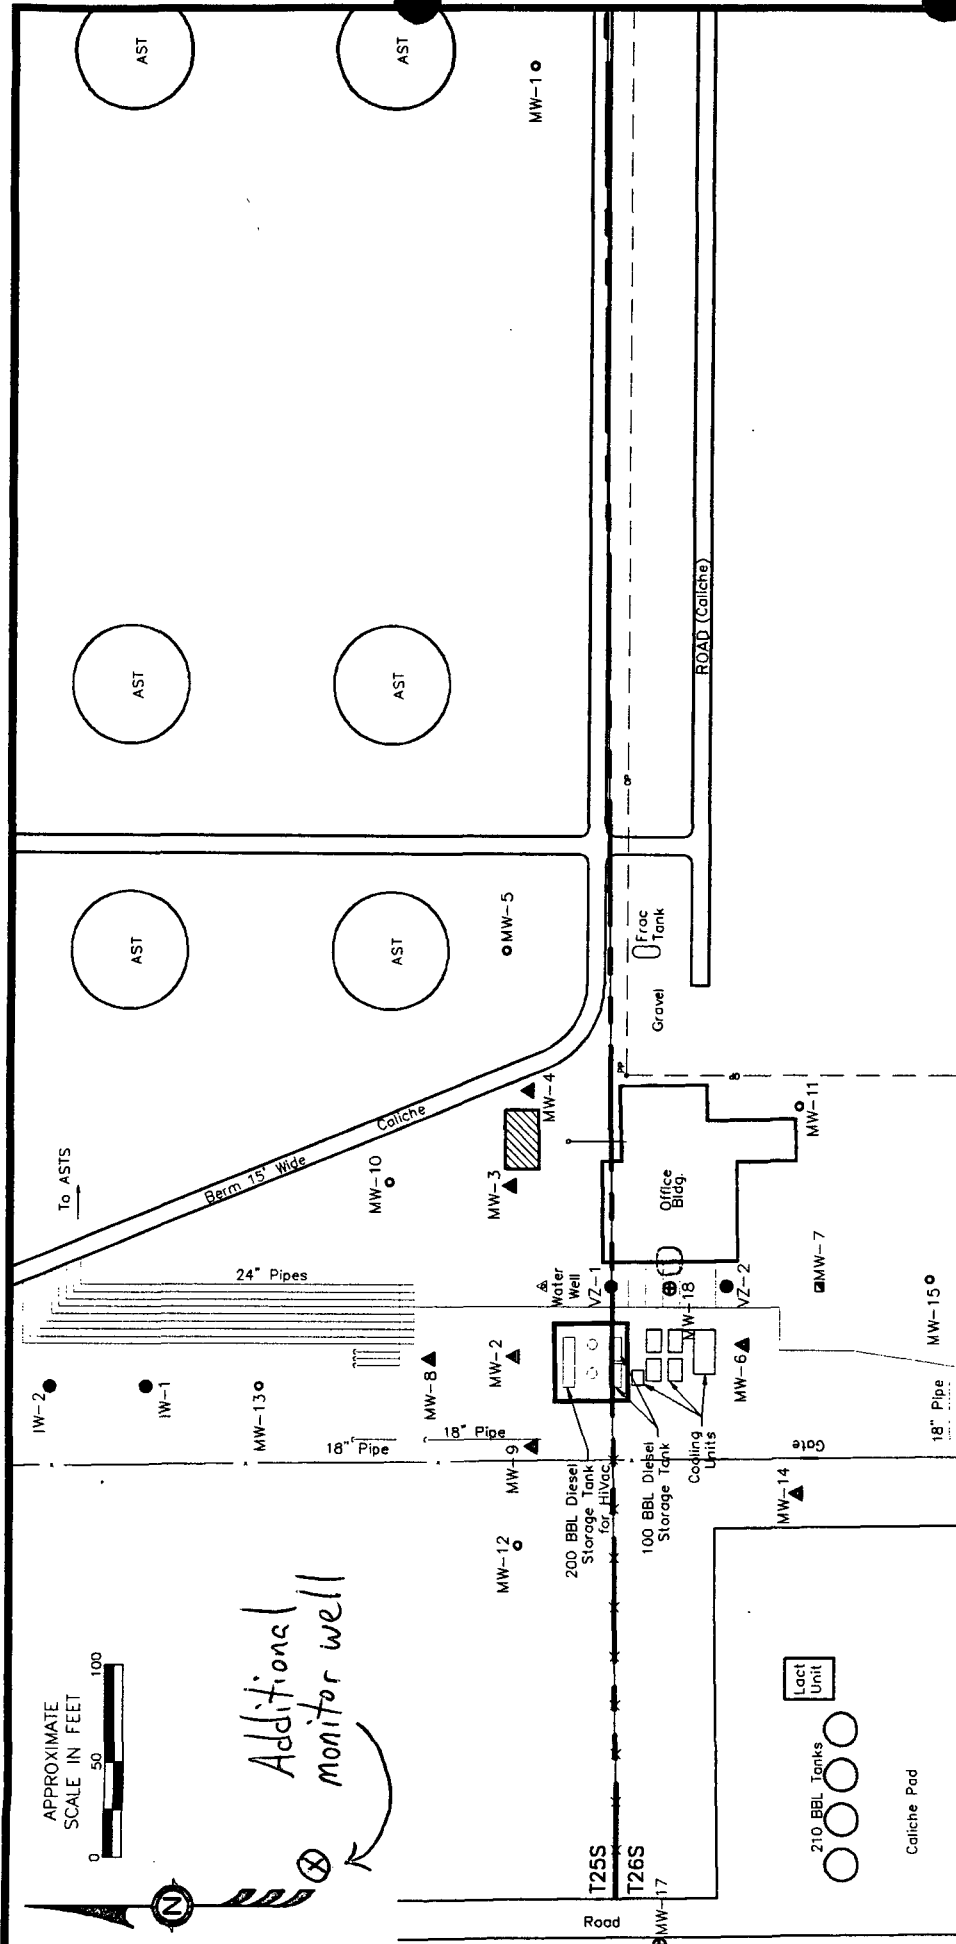 AST
AST
MW-1
AST
AST
ROAD (Caliche)
OP
AST
AST
MW-5
Frac
Tank
Gravel
PP
MW-4
Caliche
Berm 15' Wide
To ASTS
MW-10
MW-3
MW-11
Office
Bldg.
24" Pipes
Water
Well
VZ-1
MW-18
VZ-2
MW-7
MW-15
IW-2
IW-1
MW-13
MW-8
MW-2
MW-6
18" Pipe
18" Pipe
18" Pipe
MW-9
Gate
200 BBL Diesel
Storage Tank
for HiVac
100 BBL Diesel
Storage Tank
Cooling
Units
MW-14
MW-12
Additional
monitor well
APPROXIMATE
SCALE IN FEET
0 50 100
N
Lact
Unit
210 BBL Tanks
Caliche Pad
T25S
T26S
Road
MW-17